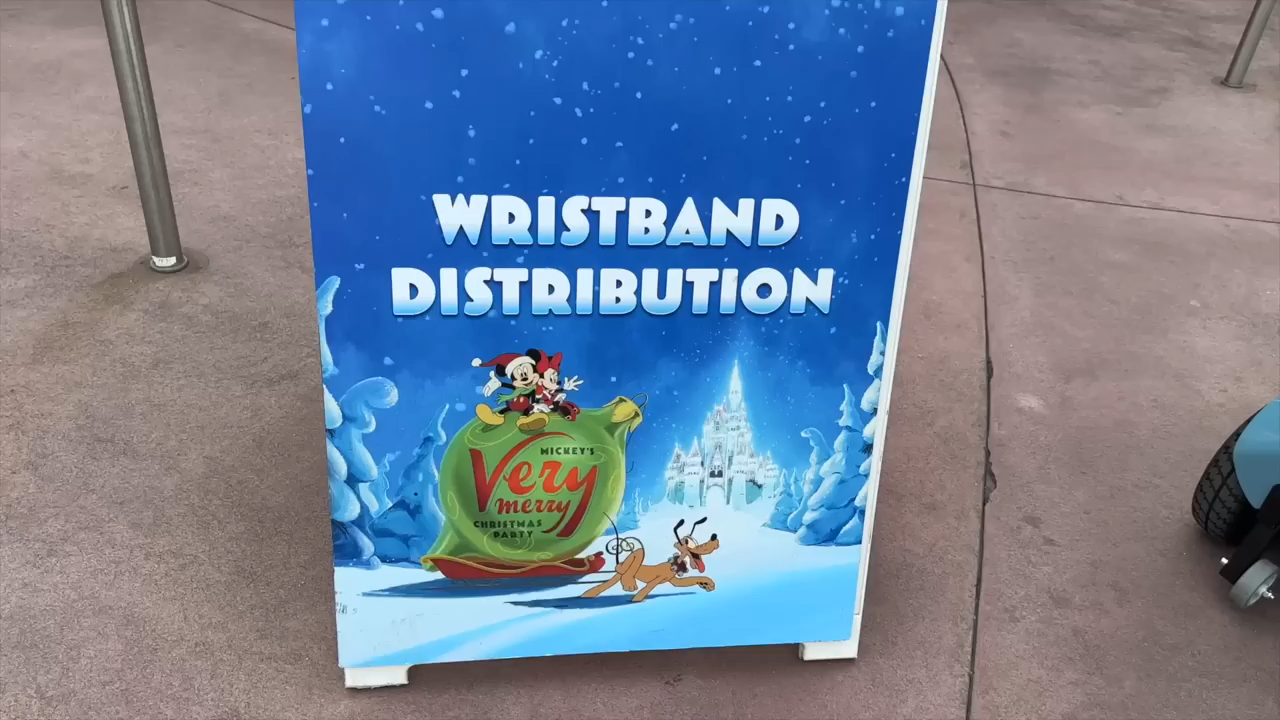 WRISTBAND
DISTRIBUTION
MICKEY'S
Very
merry
CHRISTMAS
PARTY